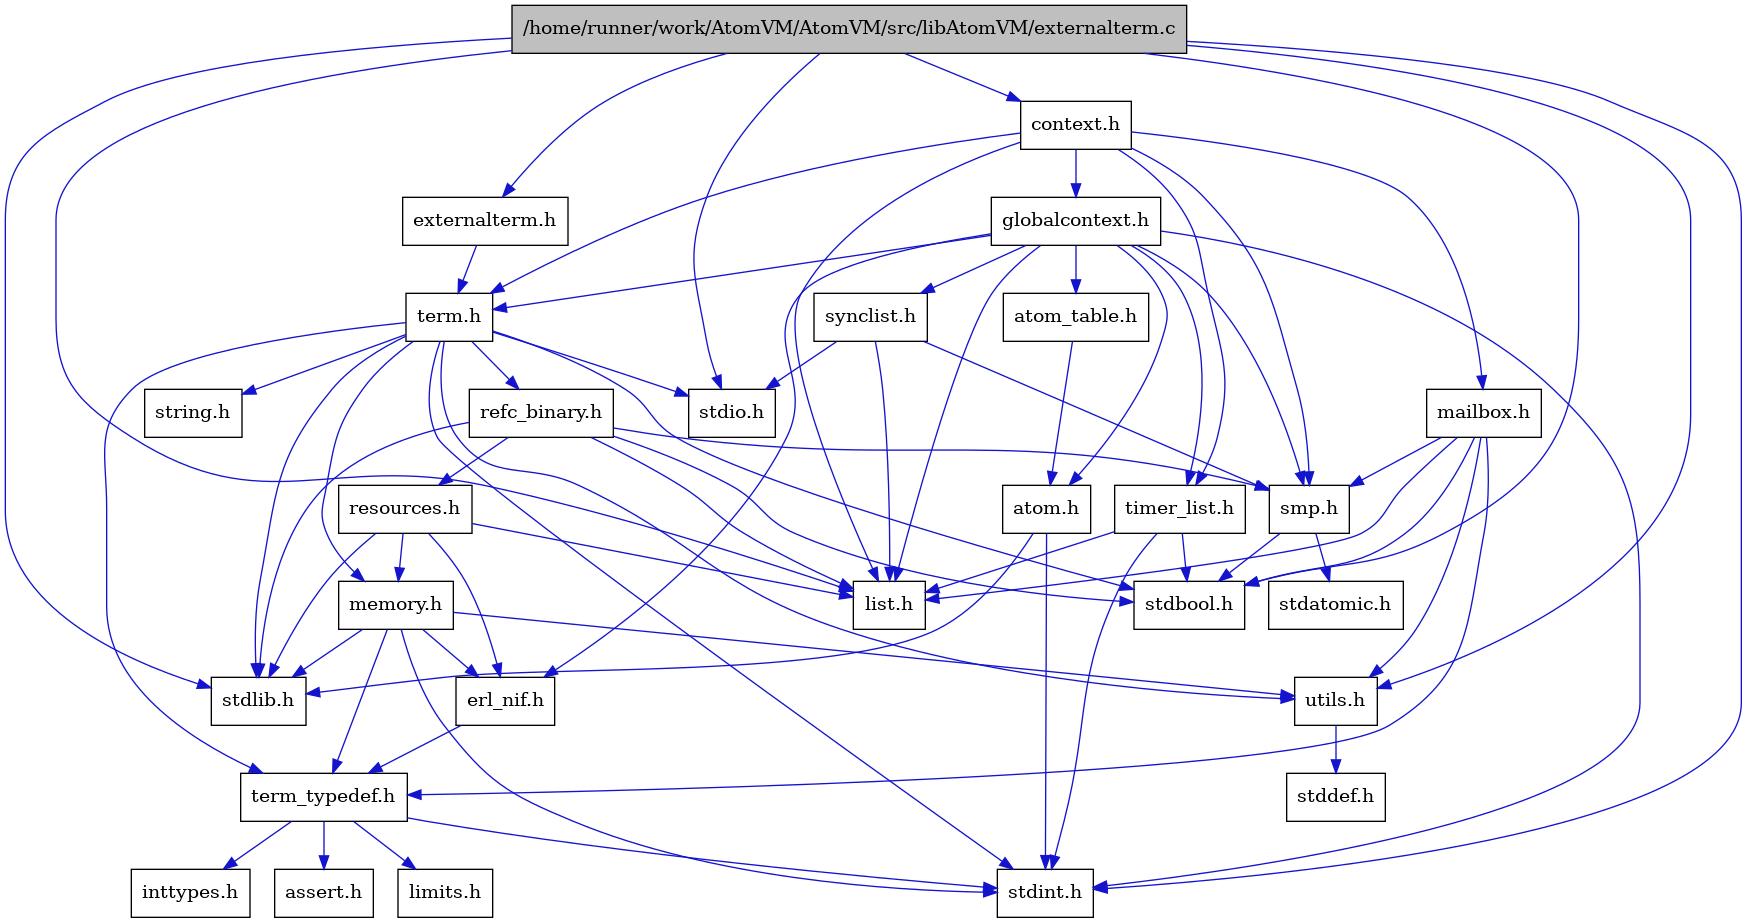 /home/runner/work/AtomVM/AtomVM/src/libAtomVM/externalterm.c
context.h
externalterm.h
globalcontext.h
term.h
synclist.h
atom_table.h
string.h
refc_binary.h
stdio.h
mailbox.h
resources.h
atom.h
timer_list.h
smp.h
memory.h
list.h
stdbool.h
stdatomic.h
stdlib.h
erl_nif.h
utils.h
term_typedef.h
stddef.h
inttypes.h
assert.h
limits.h
stdint.h